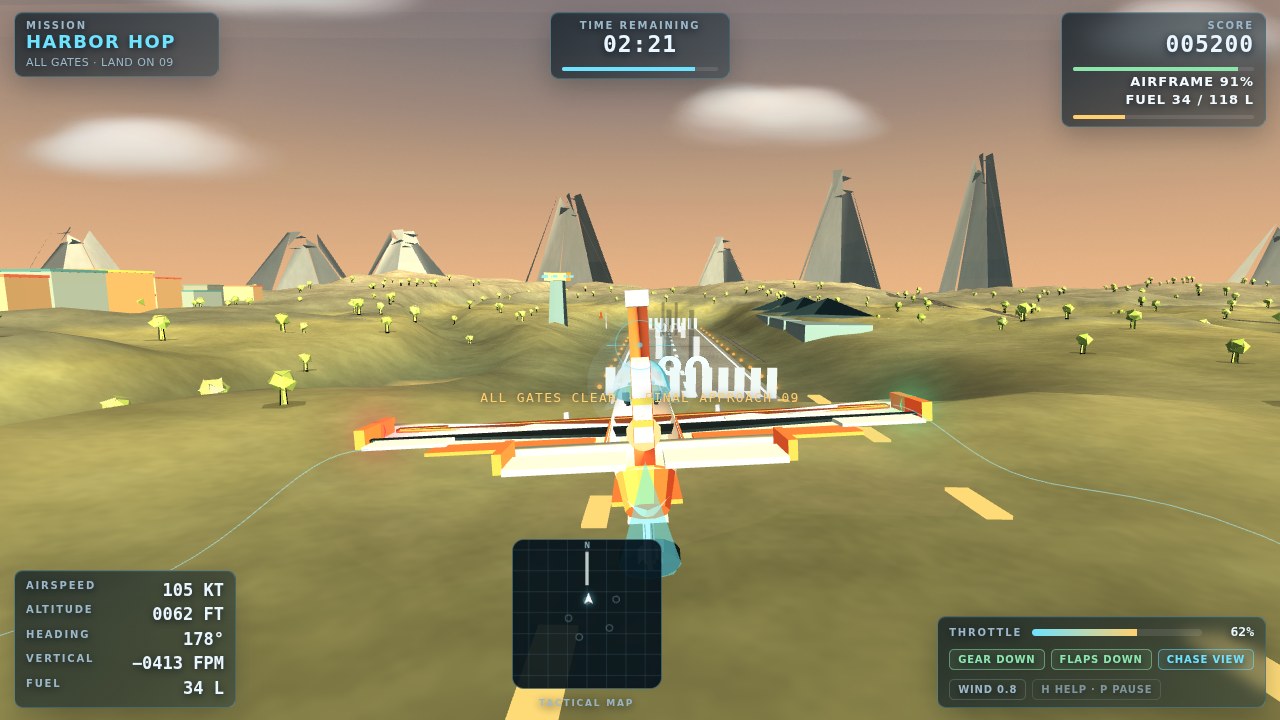 MISSION
HARBOR HOP
ALL GATES · LAND ON 09
TIME REMAINING
02:21
SCORE
005200
AIRFRAME 91%
FUEL 34 / 118 L
ALL GATES CLEAR
FINAL APPROACH 09
AIRSPEED 105 KT
ALTITUDE 0062 FT
HEADING 178°
VERTICAL −0413 FPM
FUEL 34 L
N
TACTICAL MAP
THROTTLE 62%
GEAR DOWN FLAPS DOWN CHASE VIEW
WIND 0.8 H HELP · P PAUSE